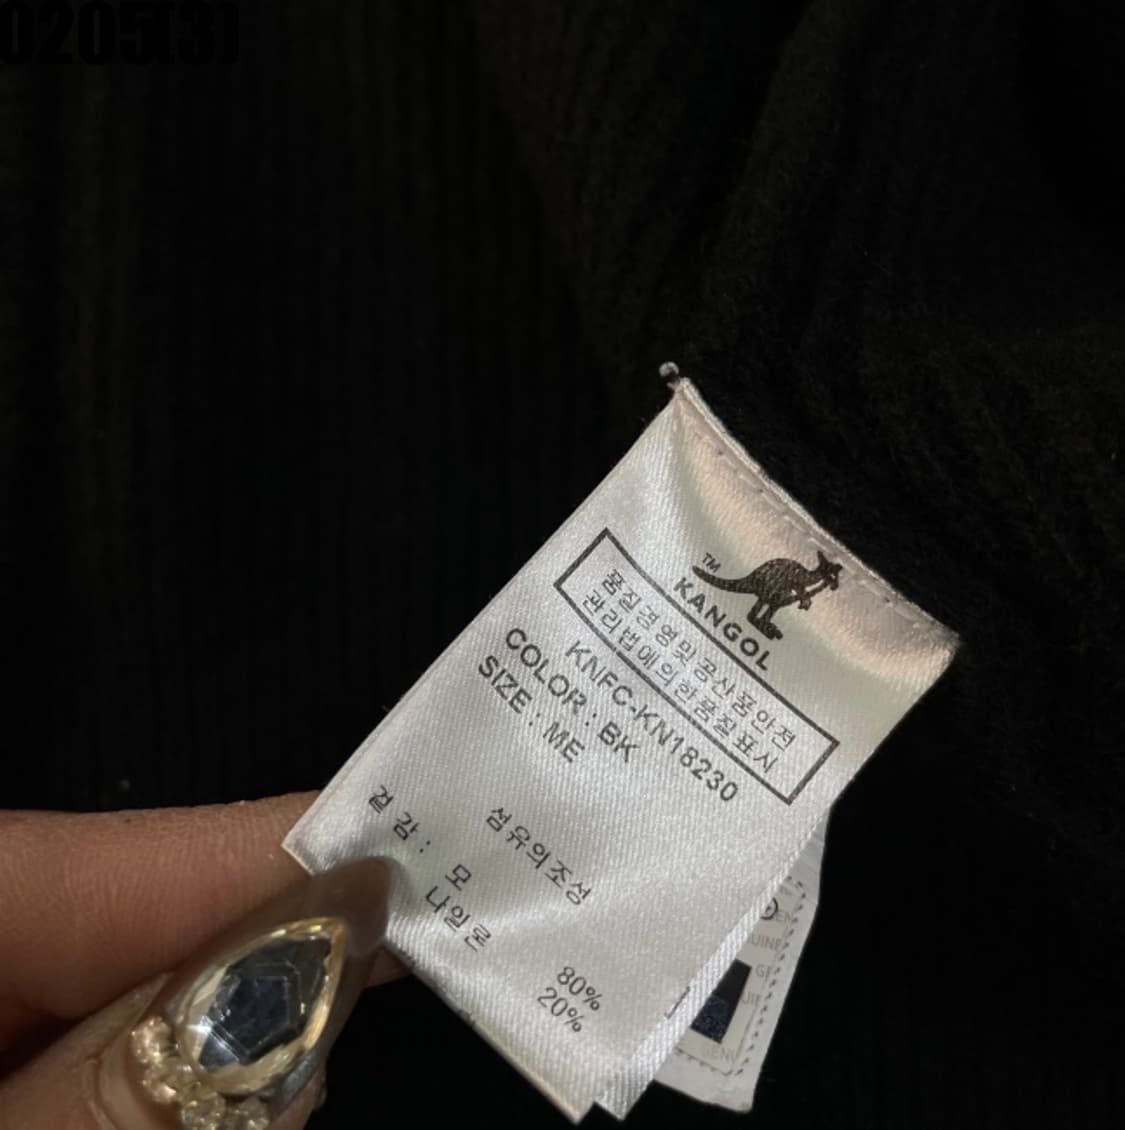 0205(3)
TM
KANGOL
품질경영및공산품안전
관리법에의한품질표시
KNFC-KN18230
COLOR : BK
SIZE : ME
섬유의조성
겉감 : 모 80%
나일론 20%